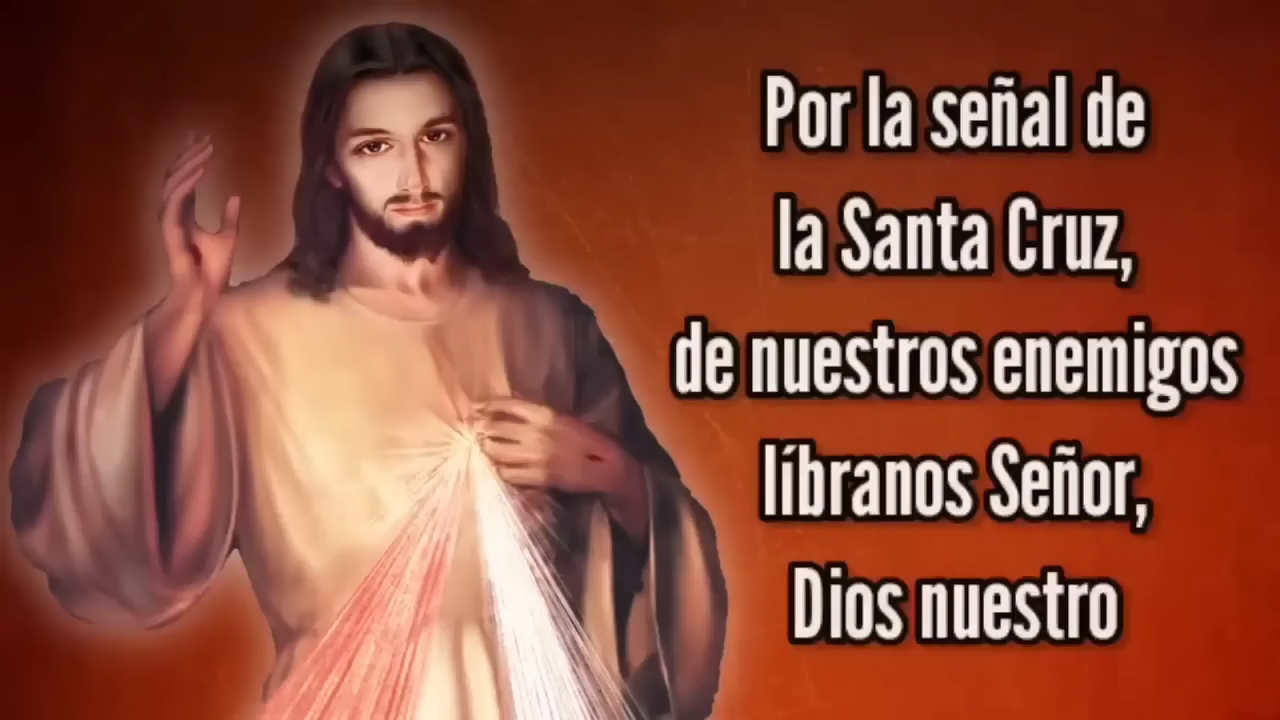 Por la señal de
la Santa Cruz,
de nuestros enemigos
líbranos Señor,
Dios nuestro